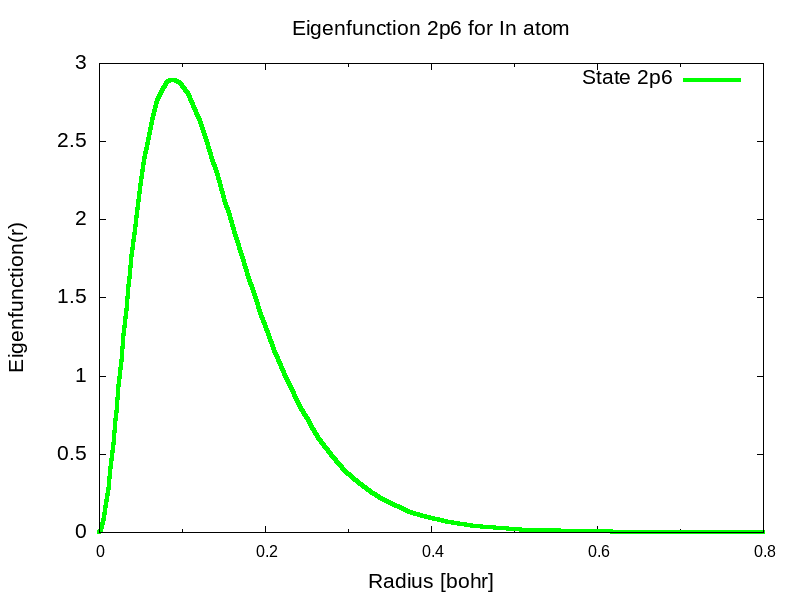 Eigenfunction 2p6 for In atom
State 2p6
3
2.5
2
1.5
1
0.5
0
Eigenfunction(r)
0 0.2 0.4 0.6 0.8
Radius [bohr]